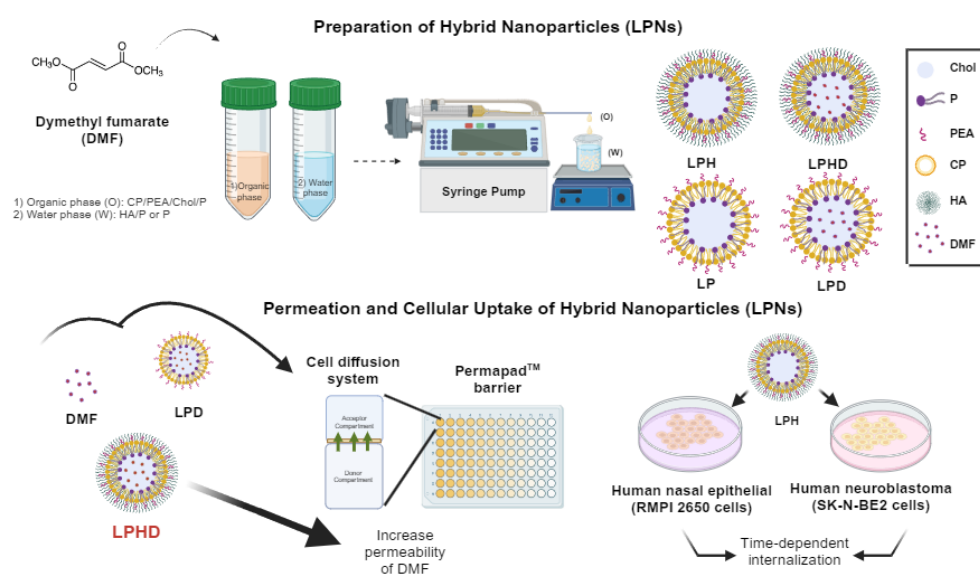 Preparation of Hybrid Nanoparticles (LPNs)
CH₃O
O
O
OCH₃
Dymethyl fumarate
(DMF)
1) Organic phase (O): CP/PEA/Chol/P
2) Water phase (W): HA/P or P
1)Organic
phase
2) Water
phase
Syringe Pump
(O)
(W)
LPH
LPHD
LP
LPD
Chol
P
PEA
CP
HA
DMF
Permeation and Cellular Uptake of Hybrid Nanoparticles (LPNs)
DMF
LPD
LPHD
Cell diffusion
system
Acceptor
Compartment
Donor
Compartment
Permapad™
barrier
Increase
permeability
of DMF
LPH
Human nasal epithelial
(RMPI 2650 cells)
Human neuroblastoma
(SK-N-BE2 cells)
Time-dependent
internalization